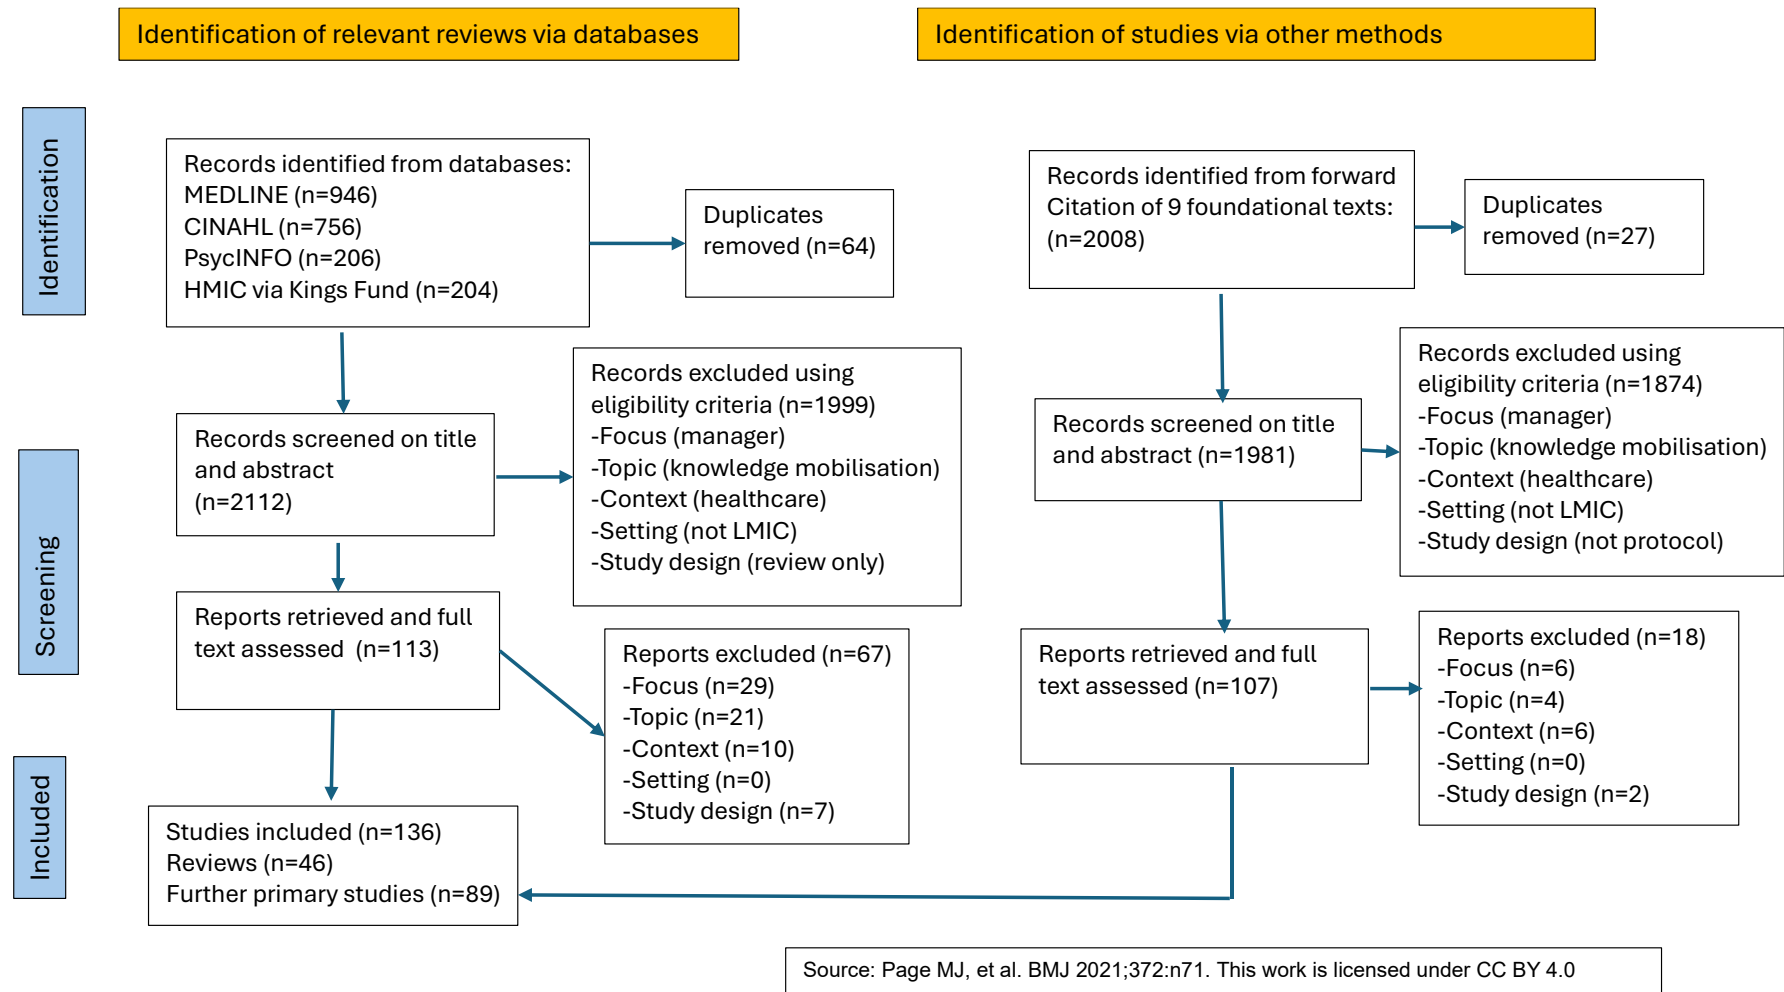 Identification of relevant reviews via databases
Identification of studies via other methods
Identification
Records identified from databases:
MEDLINE (n=946)
CINAHL (n=756)
PsycINFO (n=206)
HMIC via Kings Fund (n=204)
Duplicates
removed (n=64)
Records identified from forward
Citation of 9 foundational texts:
(n=2008)
Duplicates
removed (n=27)
Screening
Records screened on title
and abstract
(n=2112)
Records excluded using
eligibility criteria (n=1999)
-Focus (manager)
-Topic (knowledge mobilisation)
-Context (healthcare)
-Setting (not LMIC)
-Study design (review only)
Records screened on title
and abstract (n=1981)
Records excluded using
eligibility criteria (n=1874)
-Focus (manager)
-Topic (knowledge mobilisation)
-Context (healthcare)
-Setting (not LMIC)
-Study design (not protocol)
Reports retrieved and full
text assessed (n=113)
Reports excluded (n=67)
-Focus (n=29)
-Topic (n=21)
-Context (n=10)
-Setting (n=0)
-Study design (n=7)
Reports retrieved and full
text assessed (n=107)
Reports excluded (n=18)
-Focus (n=6)
-Topic (n=4)
-Context (n=6)
-Setting (n=0)
-Study design (n=2)
Included
Studies included (n=136)
Reviews (n=46)
Further primary studies (n=89)
Source: Page MJ, et al. BMJ 2021;372:n71. This work is licensed under CC BY 4.0